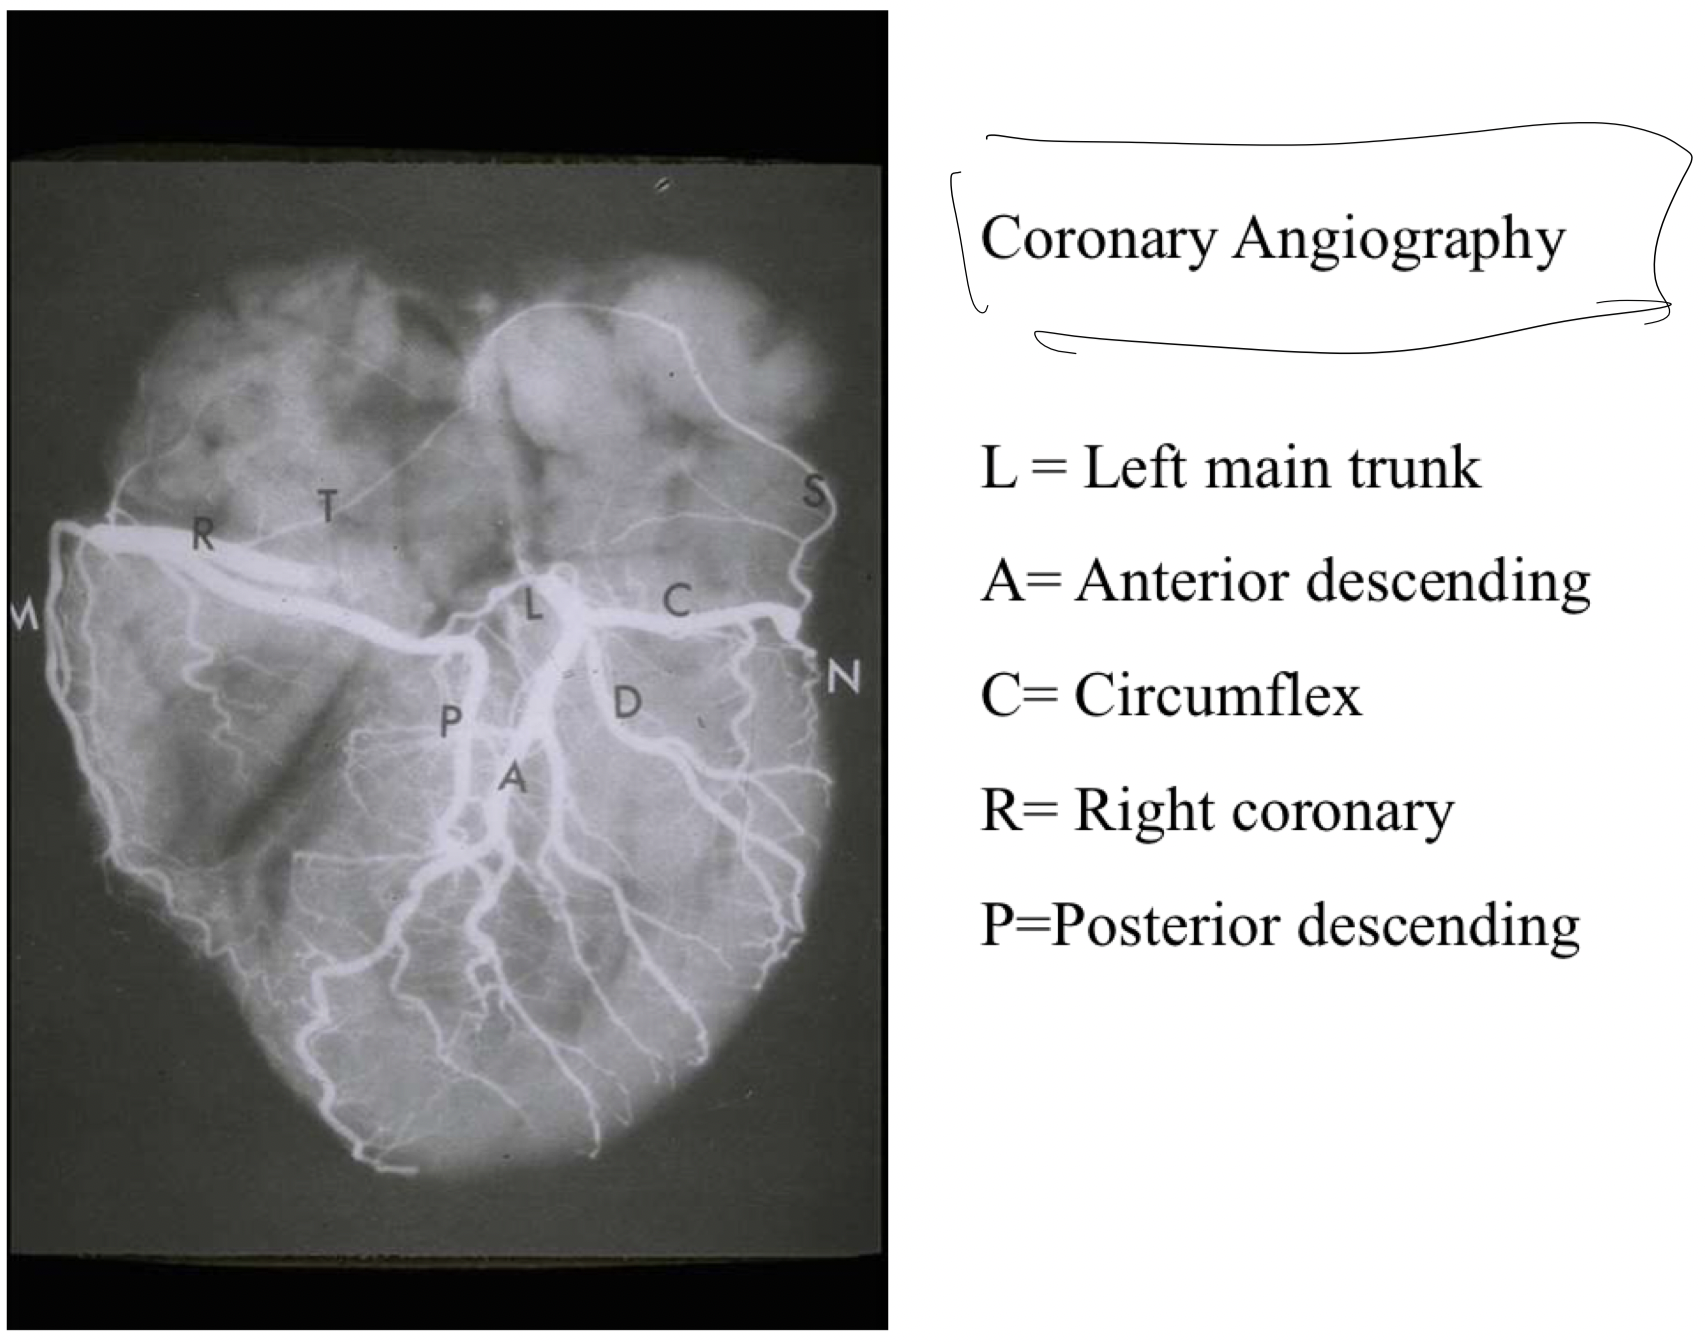 Coronary Angiography
L = Left main trunk
A= Anterior descending
C= Circumflex
R= Right coronary
P=Posterior descending
S
T
R
L
C
M
N
D
P
A